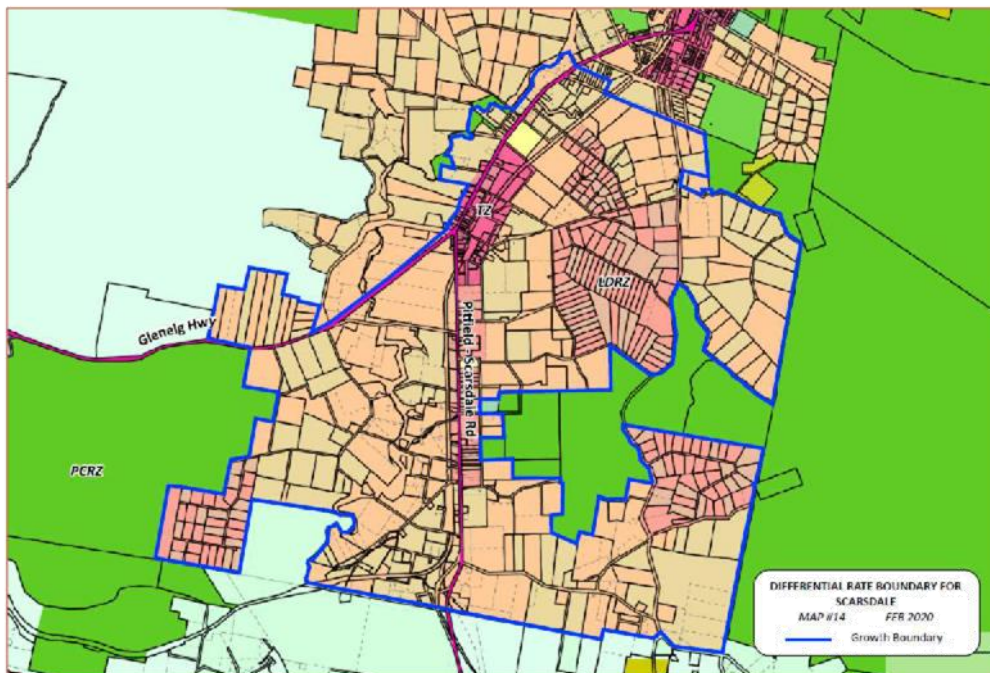 TZ
LDRZ
Glenelg Hwy
Pitfield - Scarsdale Rd
PCRZ
DIFFERENTIAL RATE BOUNDARY FOR
SCARSDALE
MAP #14 FEB 2020
Growth Boundary